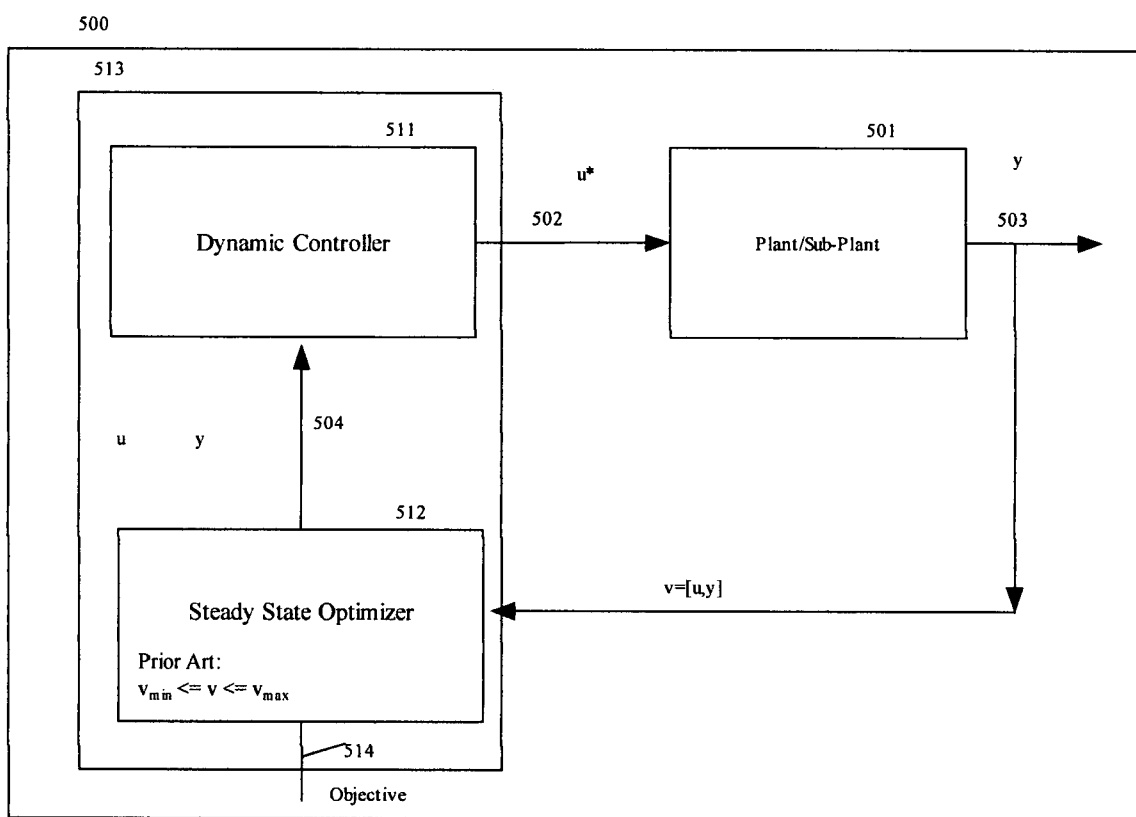 500
513
511
501
u*
y
502
503
Dynamic Controller
Plant/Sub-Plant
504
u y
512
v=[u,y]
Steady State Optimizer
Prior Art:
vmin <= v <= vmax
514
Objective